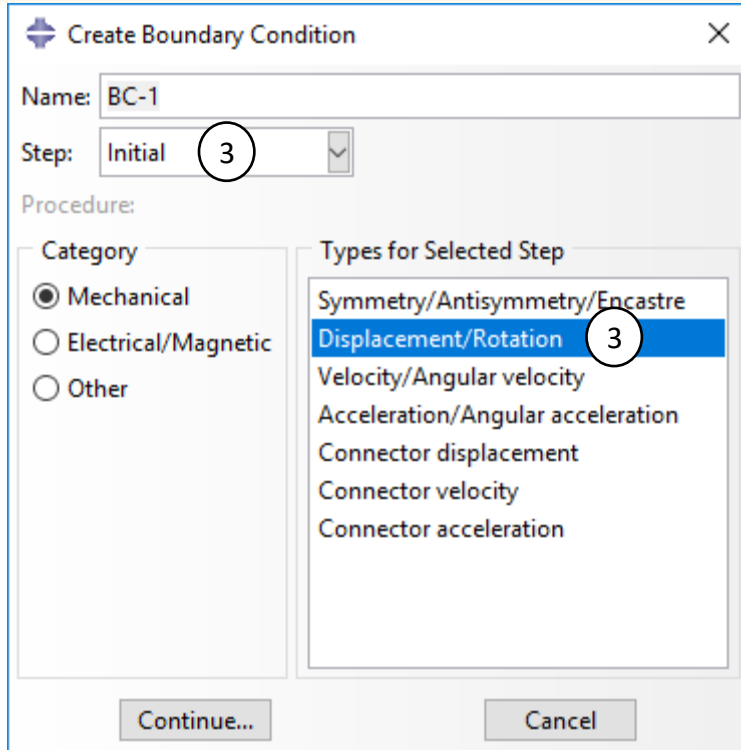 Create Boundary Condition
Name: BC-1
Step: Initial 3
Procedure:
Category
Mechanical
Electrical/Magnetic
Other
Types for Selected Step
Symmetry/Antisymmetry/Encastre
Displacement/Rotation 3
Velocity/Angular velocity
Acceleration/Angular acceleration
Connector displacement
Connector velocity
Connector acceleration
Continue... Cancel